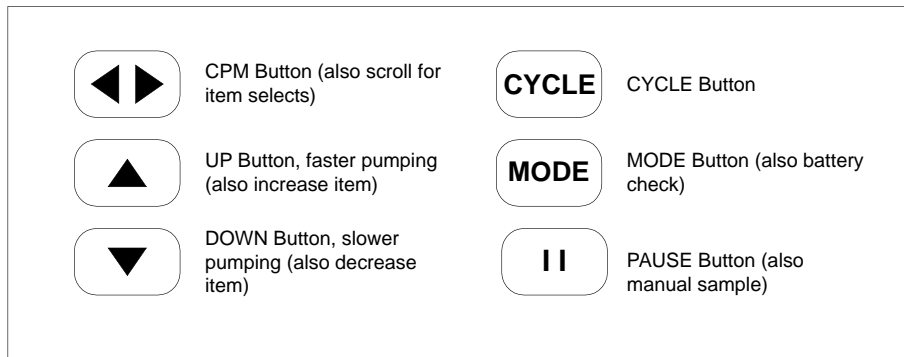 CPM Button (also scroll for
item selects)
UP Button, faster pumping
(also increase item)
DOWN Button, slower
pumping (also decrease
item)
CYCLE
CYCLE Button
MODE
MODE Button (also battery
check)
II
PAUSE Button (also
manual sample)